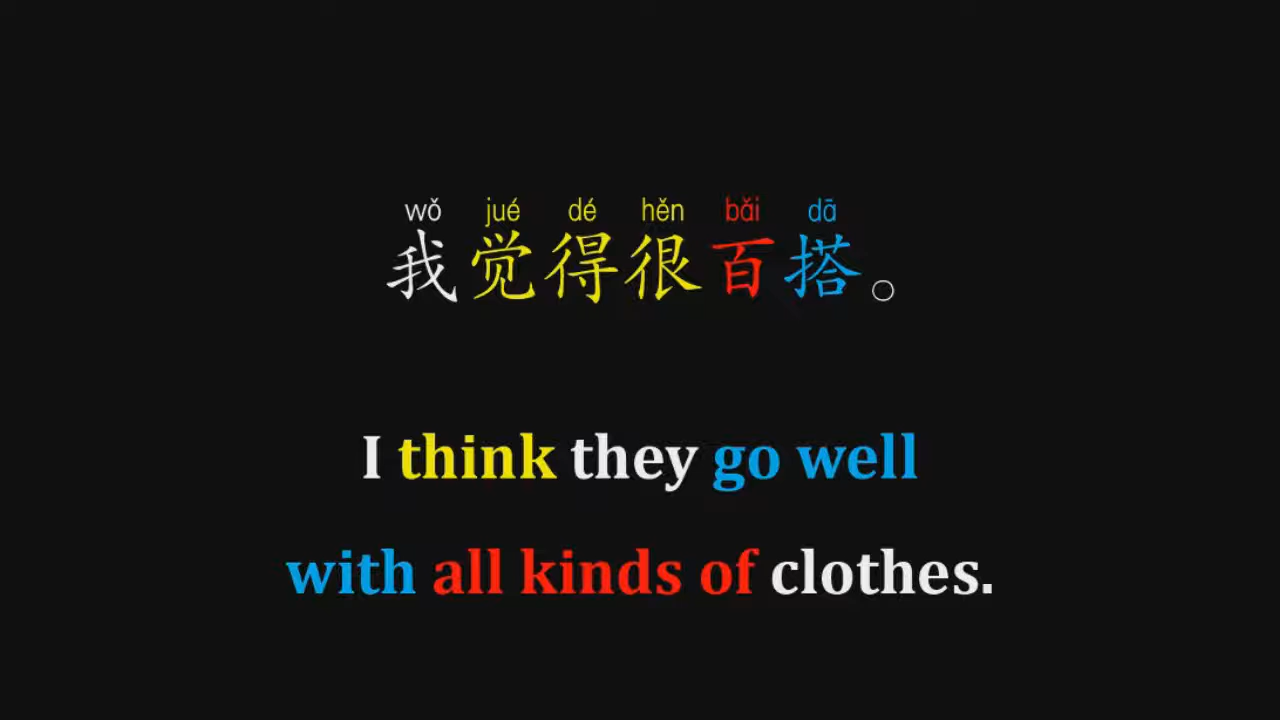 wǒ jué dé hěn bǎi dā
我觉得很百搭。
I think they go well
with all kinds of clothes.